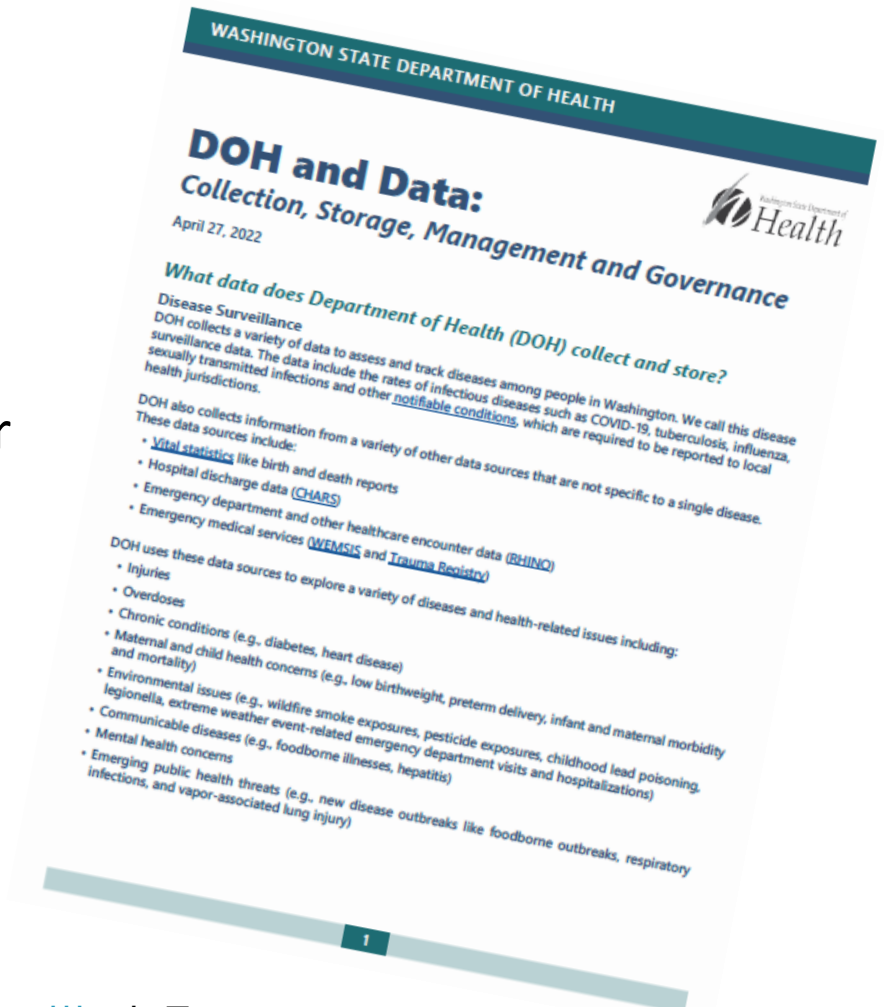 WASHINGTON STATE DEPARTMENT OF HEALTH
DOH and Data:
Collection, Storage, Management and Governance
Washington State Department of
Health
April 27, 2022
What data does Department of Health (DOH) collect and store?
Disease Surveillance
DOH collects a variety of data to assess and track diseases among people in Washington. We call this disease
surveillance data. The data include the rates of infectious diseases such as COVID-19, tuberculosis, influenza,
sexually transmitted infections and other notifiable conditions, which are required to be reported to local
health jurisdictions.
DOH also collects information from a variety of other data sources that are not specific to a single disease.
These data sources include:
• Vital statistics like birth and death reports
• Hospital discharge data (CHARS)
• Emergency department and other healthcare encounter data (RHINO)
• Emergency medical services (WEMSIS and Trauma Registry)
DOH uses these data sources to explore a variety of diseases and health-related issues including:
• Injuries
• Overdoses
• Chronic conditions (e.g., diabetes, heart disease)
• Maternal and child health concerns (e.g., low birthweight, preterm delivery, infant and maternal morbidity
and mortality)
• Environmental issues (e.g., wildfire smoke exposures, pesticide exposures, childhood lead poisoning,
legionella, extreme weather event-related emergency department visits and hospitalizations)
• Communicable diseases (e.g., foodborne illnesses, hepatitis)
• Mental health concerns
• Emerging public health threats (e.g., new disease outbreaks like foodborne outbreaks, respiratory
infections, and vapor-associated lung injury)
1
r